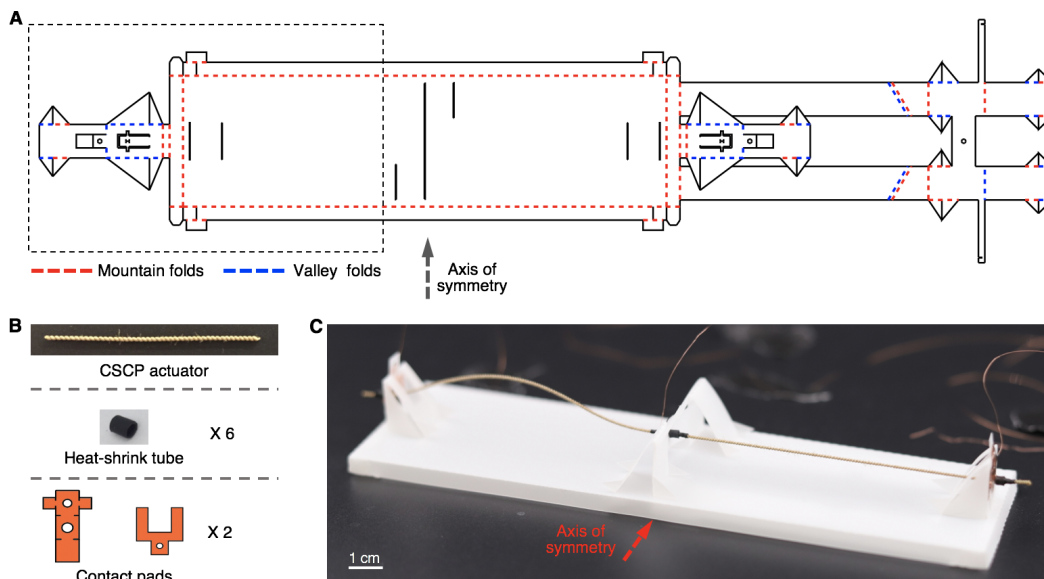 A
Mountain folds
Valley folds
Axis of
symmetry
B
CSCP actuator
X 6
Heat-shrink tube
X 2
Contact pads
C
Axis of
symmetry
1 cm